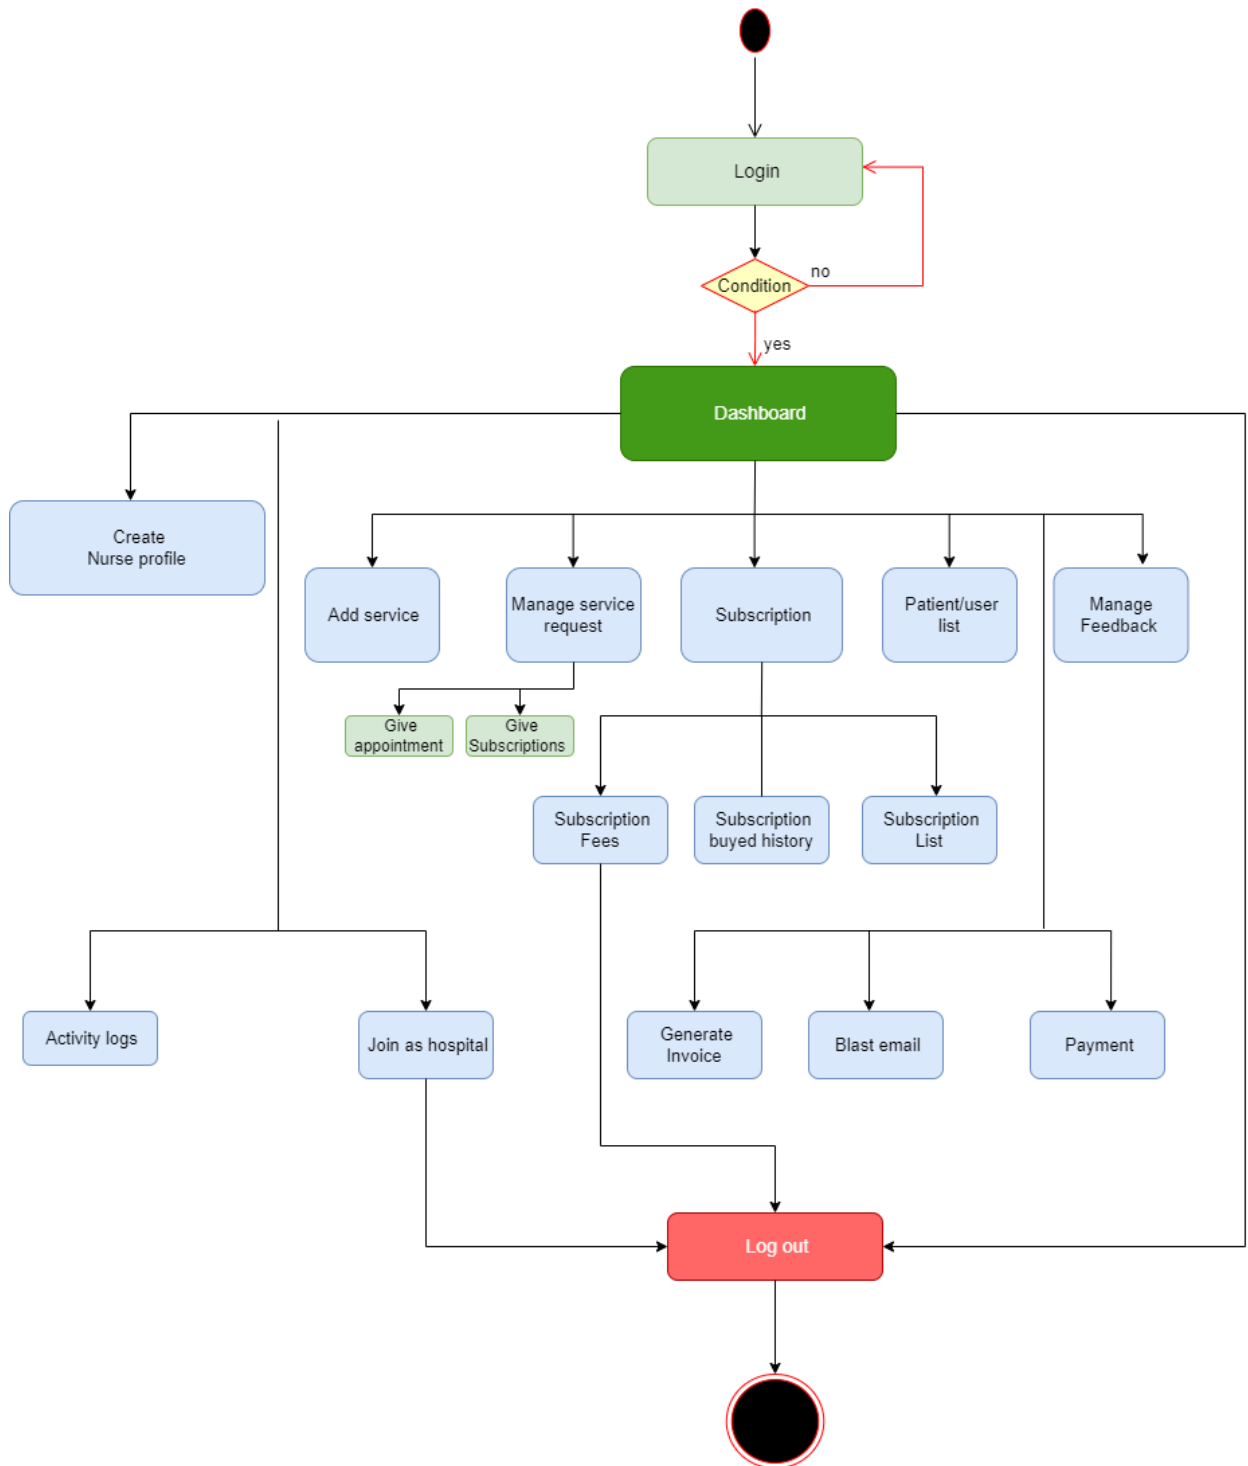 Login
Condition
no
yes
Dashboard
Create
Nurse profile
Add service
Manage service
request
Subscription
Patient/user
list
Manage
Feedback
Give
appointment
Give
Subscriptions
Subscription
Fees
Subscription
buyed history
Subscription
List
Activity logs
Join as hospital
Generate
Invoice
Blast email
Payment
Log out